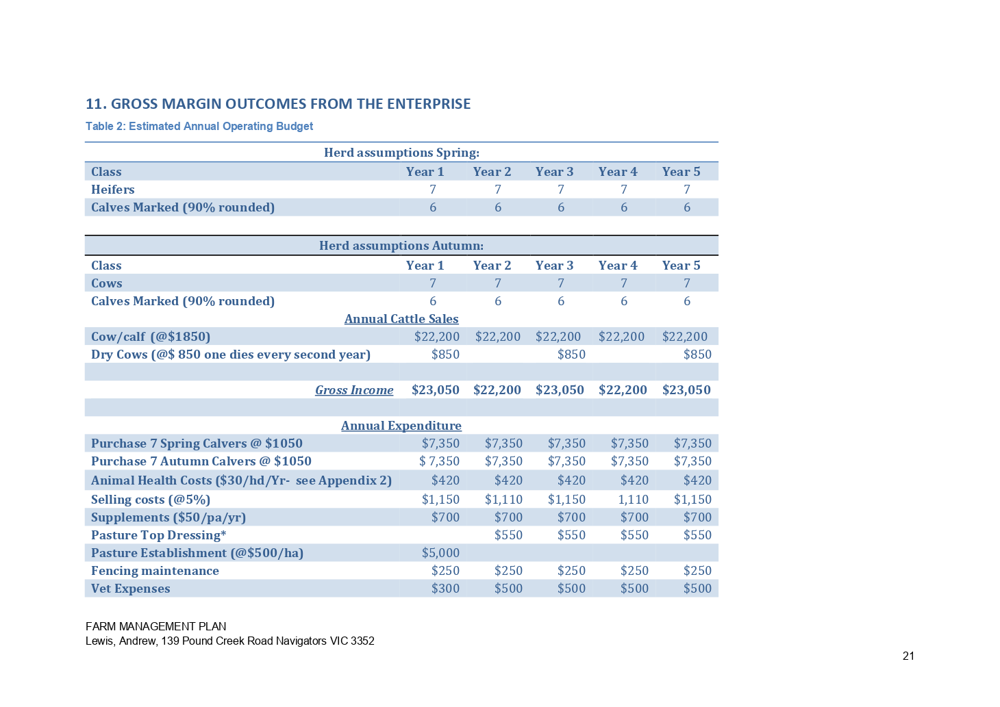 11. GROSS MARGIN OUTCOMES FROM THE ENTERPRISE
Table 2: Estimated Annual Operating Budget
Herd assumptions Spring:
Class Year 1 Year 2 Year 3 Year 4 Year 5
Heifers 7 7 7 7 7
Calves Marked (90% rounded) 6 6 6 6 6
Herd assumptions Autumn:
Class Year 1 Year 2 Year 3 Year 4 Year 5
Cows 7 7 7 7 7
Calves Marked (90% rounded) 6 6 6 6 6
Annual Cattle Sales
Cow/calf (@$1850) $22,200 $22,200 $22,200 $22,200 $22,200
Dry Cows (@$ 850 one dies every second year) $850 $850 $850
Gross Income $23,050 $22,200 $23,050 $22,200 $23,050
Annual Expenditure
Purchase 7 Spring Calvers @ $1050 $7,350 $7,350 $7,350 $7,350 $7,350
Purchase 7 Autumn Calvers @ $1050 $ 7,350 $7,350 $7,350 $7,350 $7,350
Animal Health Costs ($30/hd/Yr- see Appendix 2) $420 $420 $420 $420 $420
Selling costs (@5%) $1,150 $1,110 $1,150 1,110 $1,150
Supplements ($50/pa/yr) $700 $700 $700 $700 $700
Pasture Top Dressing* $550 $550 $550 $550
Pasture Establishment (@$500/ha) $5,000
Fencing maintenance $250 $250 $250 $250 $250
Vet Expenses $300 $500 $500 $500 $500
FARM MANAGEMENT PLAN
Lewis, Andrew, 139 Pound Creek Road Navigators VIC 3352
21